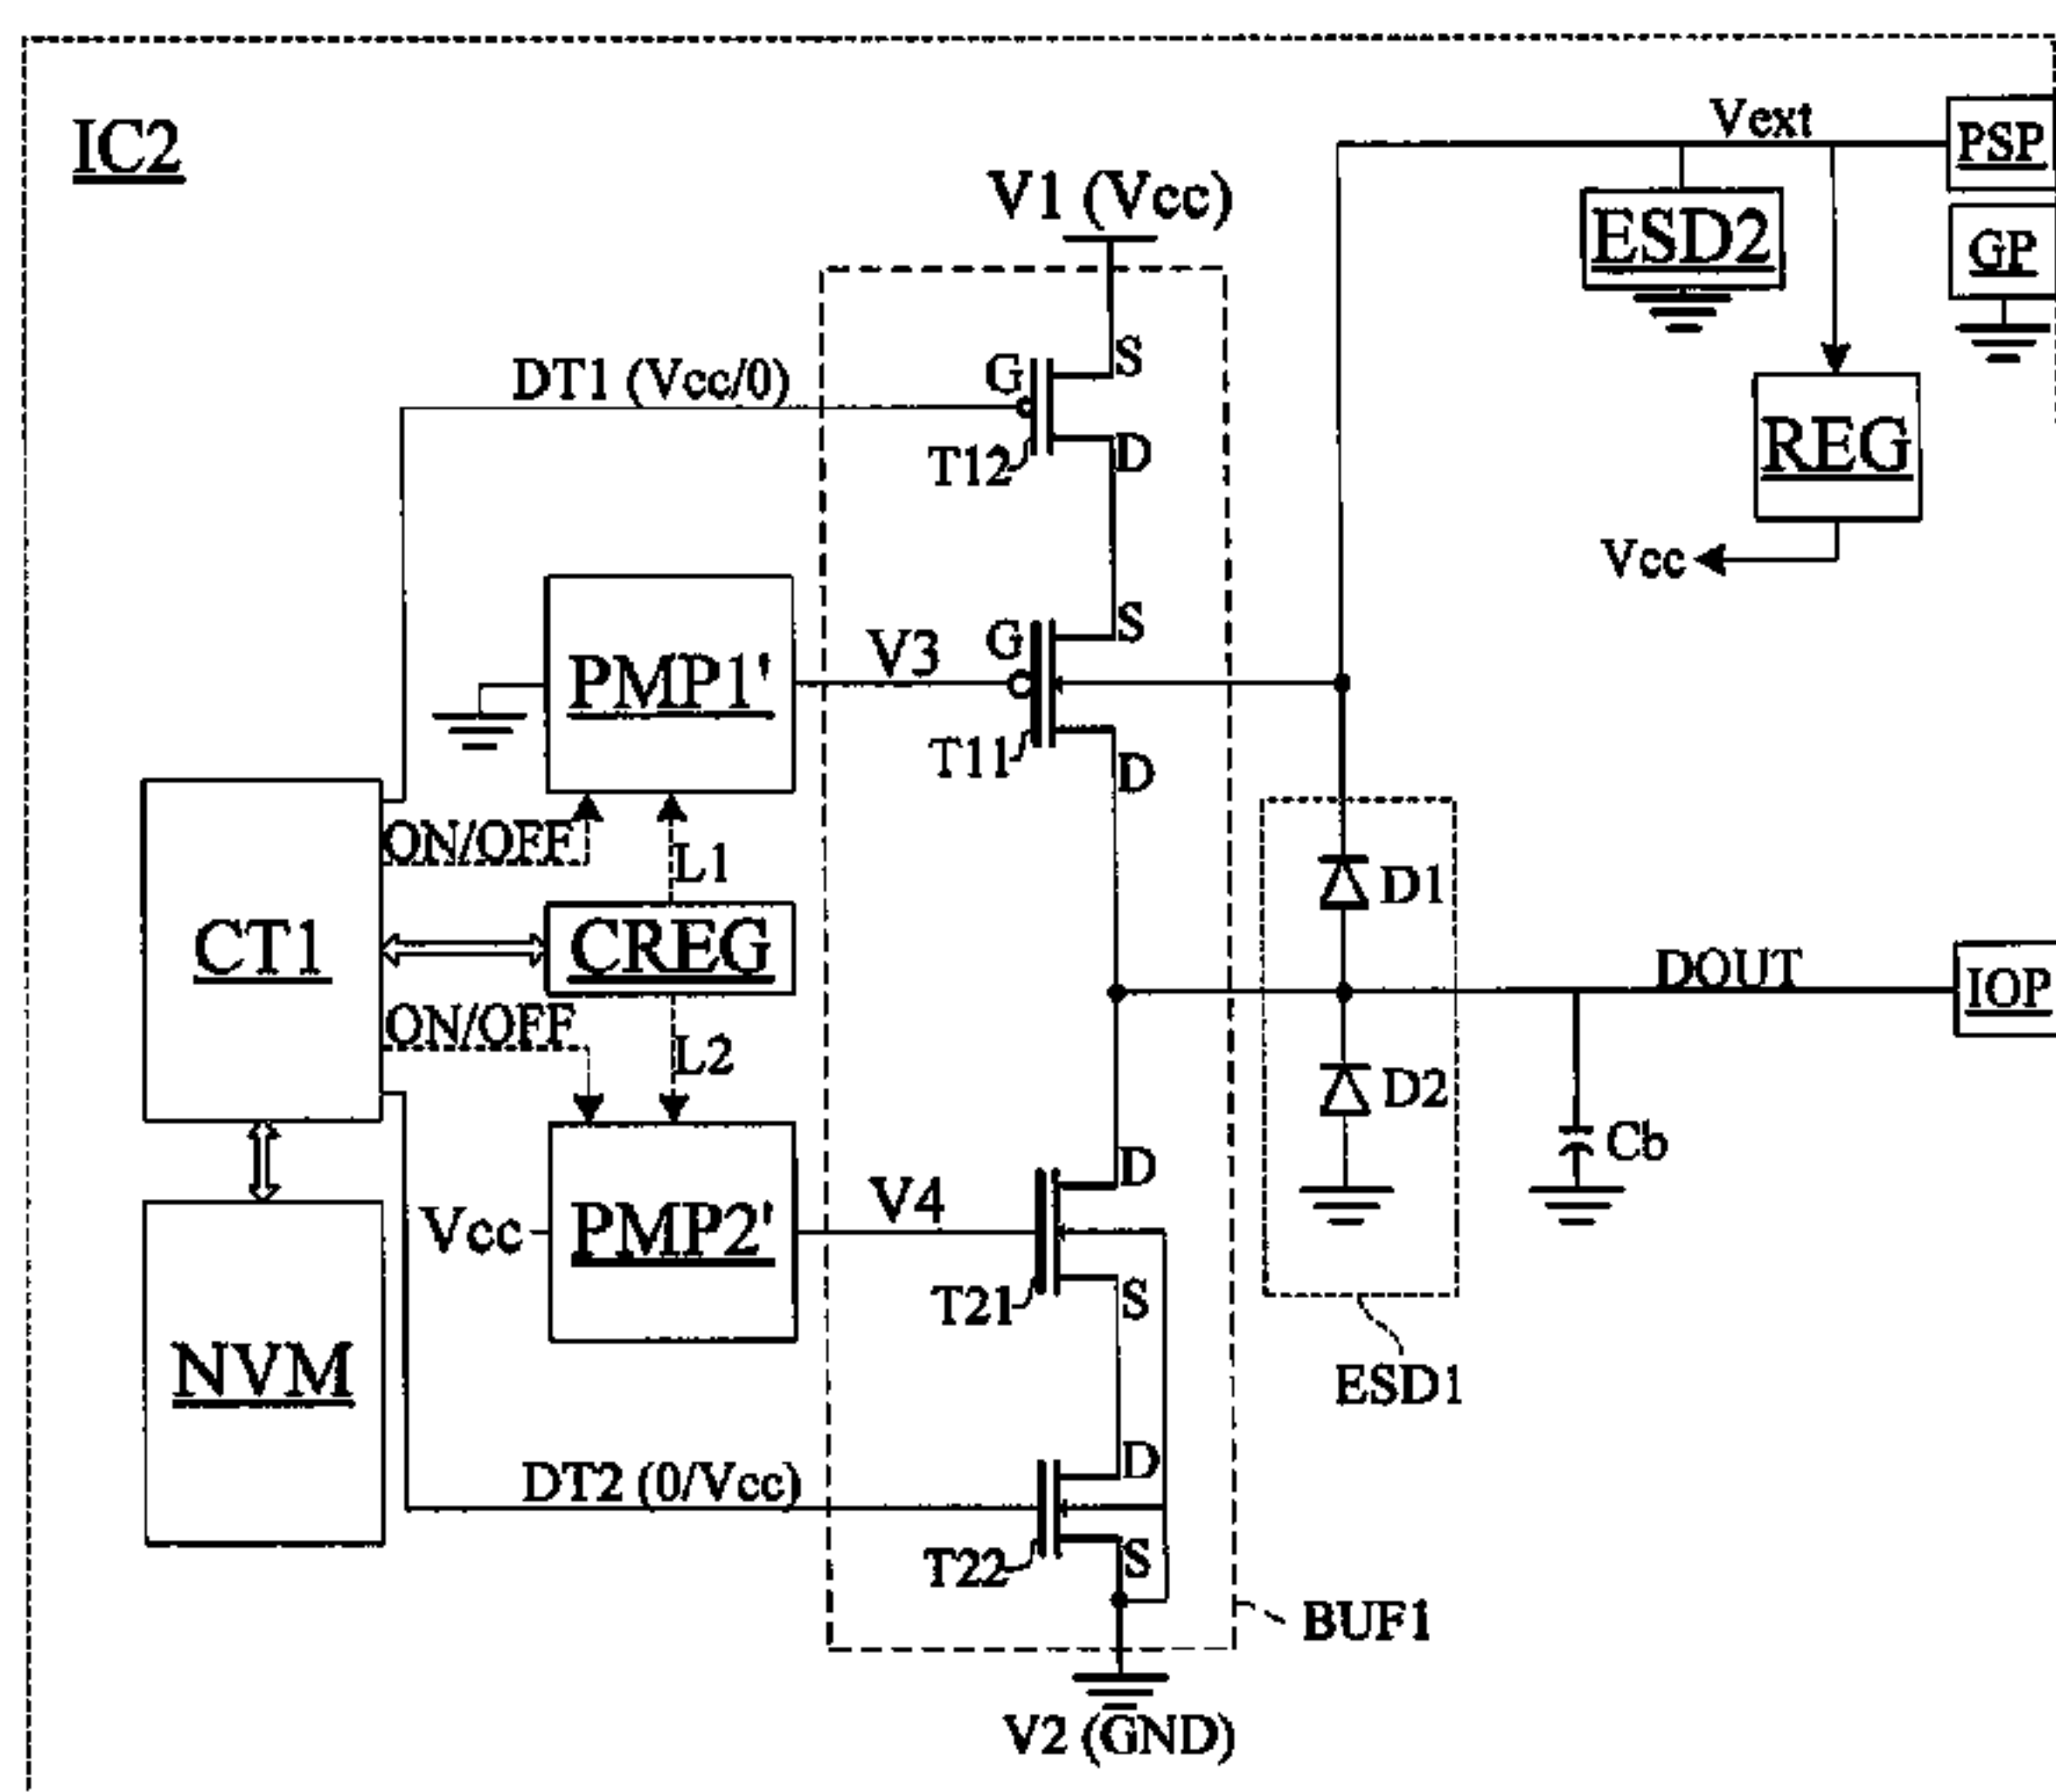 IC2
Vext
PSP
V1 (Vcc)
ESD2
GP
DT1 (Vcc/0)
G
S
T12
D
REG
Vcc
PMP1'
V3
G
S
T11
D
ON/OFF
L1
D1
CT1
CREG
DOUT
IOP
ON/OFF
L2
D2
Cb
D
Vcc
PMP2'
V4
T21
S
NVM
ESD1
DT2 (0/Vcc)
D
T22
S
BUF1
V2 (GND)